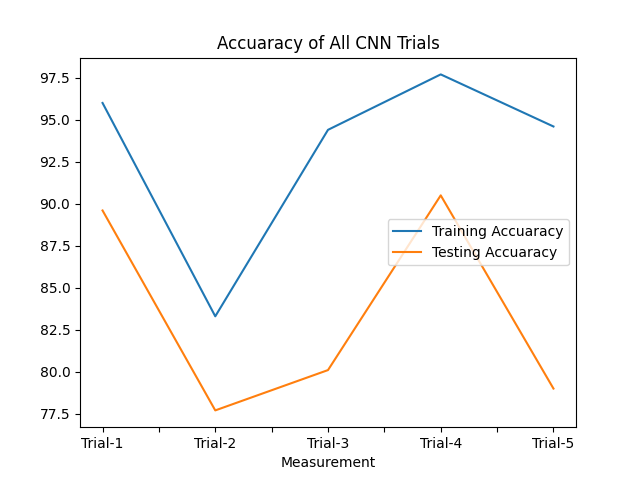 Accuaracy of All CNN Trials
97.5
95.0
92.5
90.0
87.5
85.0
82.5
80.0
77.5
Training Accuaracy
Testing Accuaracy
Trial-1 Trial-2 Trial-3 Trial-4 Trial-5
Measurement